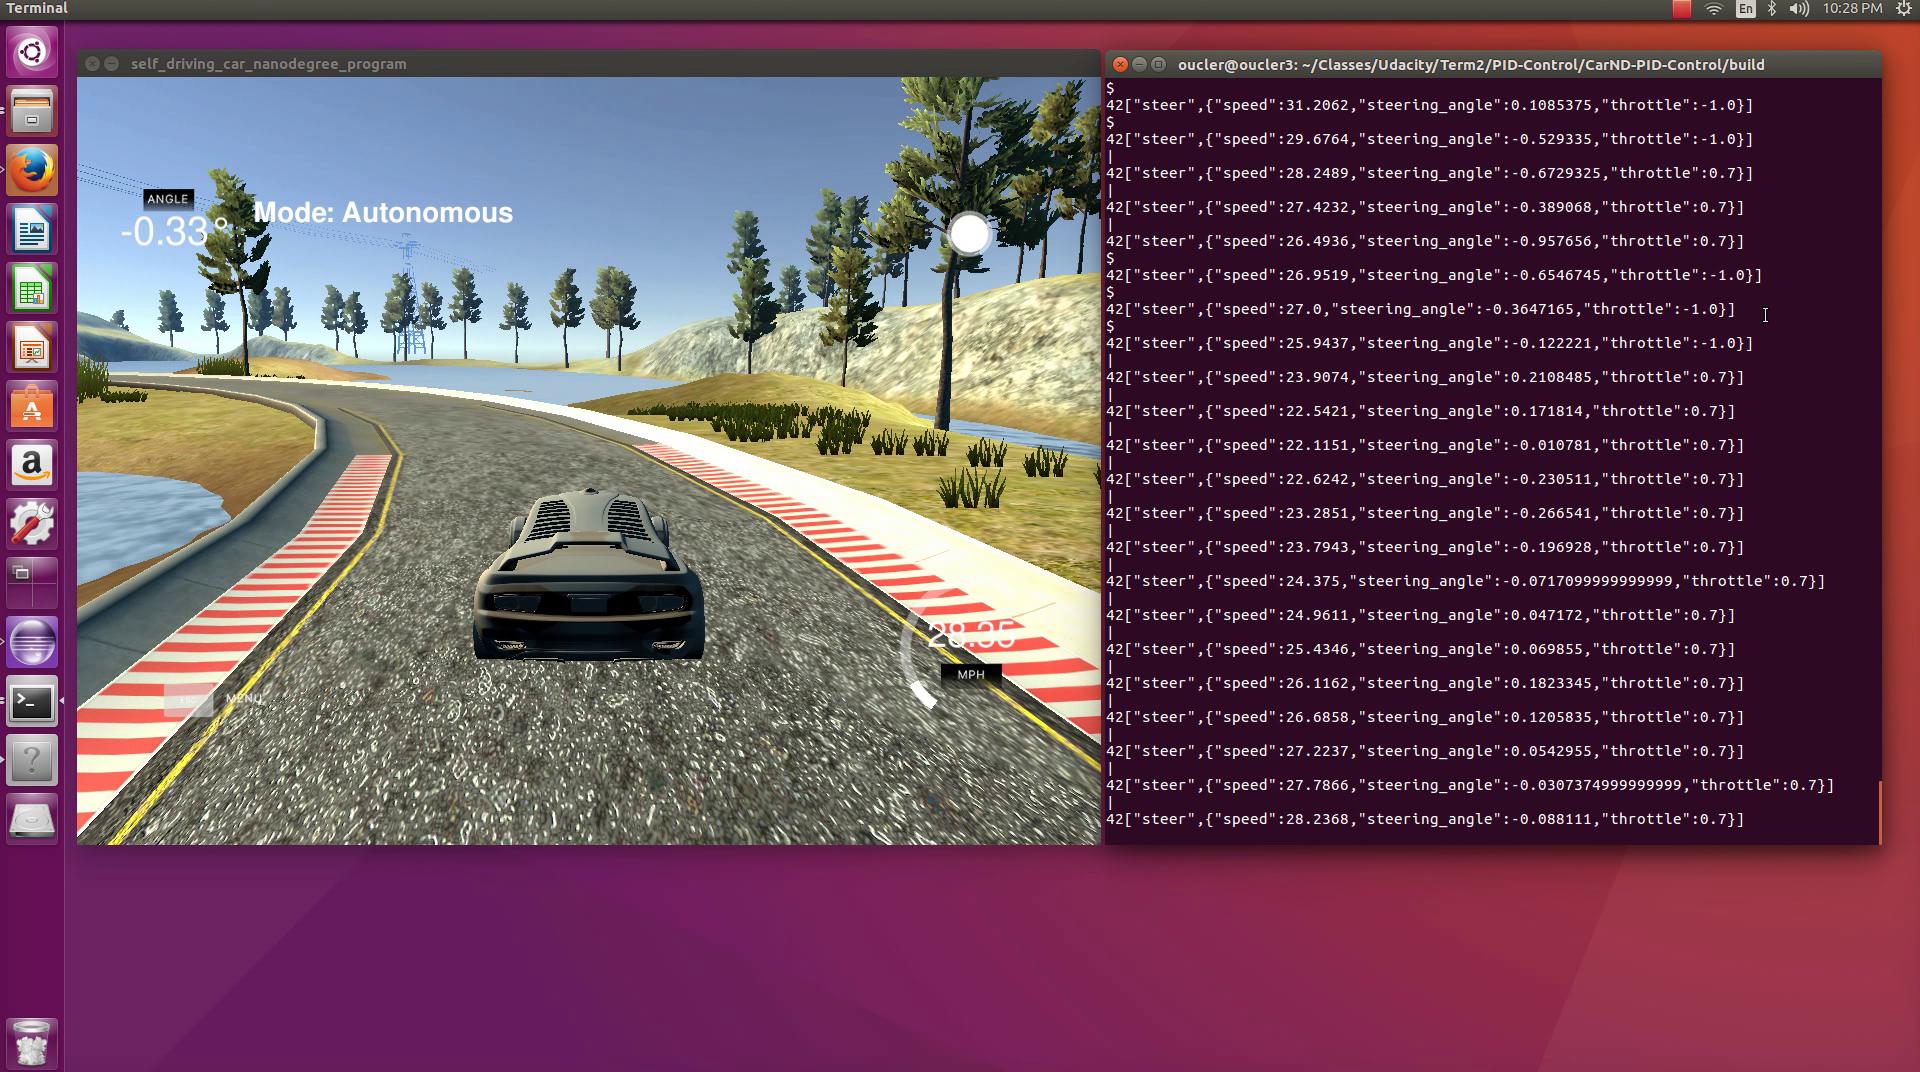 Terminal
En
10:28 PM
self_driving_car_nanodegree_program
ANGLE
-0.33°
Mode: Autonomous
28.35
MPH
MENU
a
?
oucler@oucler3: ~/Classes/Udacity/Term2/PID-Control/CarND-PID-Control/build
$
42["steer",{"speed":31.2062,"steering_angle":0.1085375,"throttle":-1.0}]
$
42["steer",{"speed":29.6764,"steering_angle":-0.529335,"throttle":-1.0}]
|
42["steer",{"speed":28.2489,"steering_angle":-0.6729325,"throttle":0.7}]
|
42["steer",{"speed":27.4232,"steering_angle":-0.389068,"throttle":0.7}]
|
42["steer",{"speed":26.4936,"steering_angle":-0.957656,"throttle":0.7}]
$
42["steer",{"speed":26.9519,"steering_angle":-0.6546745,"throttle":-1.0}]
$
42["steer",{"speed":27.0,"steering_angle":-0.3647165,"throttle":-1.0}]
$
42["steer",{"speed":25.9437,"steering_angle":-0.122221,"throttle":-1.0}]
|
42["steer",{"speed":23.9074,"steering_angle":0.2108485,"throttle":0.7}]
|
42["steer",{"speed":22.5421,"steering_angle":0.171814,"throttle":0.7}]
|
42["steer",{"speed":22.1151,"steering_angle":-0.010781,"throttle":0.7}]
|
42["steer",{"speed":22.6242,"steering_angle":-0.230511,"throttle":0.7}]
|
42["steer",{"speed":23.2851,"steering_angle":-0.266541,"throttle":0.7}]
|
42["steer",{"speed":23.7943,"steering_angle":-0.196928,"throttle":0.7}]
|
42["steer",{"speed":24.375,"steering_angle":-0.0717099999999999,"throttle":0.7}]
|
42["steer",{"speed":24.9611,"steering_angle":0.047172,"throttle":0.7}]
|
42["steer",{"speed":25.4346,"steering_angle":0.069855,"throttle":0.7}]
|
42["steer",{"speed":26.1162,"steering_angle":0.1823345,"throttle":0.7}]
|
42["steer",{"speed":26.6858,"steering_angle":0.1205835,"throttle":0.7}]
|
42["steer",{"speed":27.2237,"steering_angle":0.0542955,"throttle":0.7}]
|
42["steer",{"speed":27.7866,"steering_angle":-0.0307374999999999,"throttle":0.7}]
|
42["steer",{"speed":28.2368,"steering_angle":-0.088111,"throttle":0.7}]